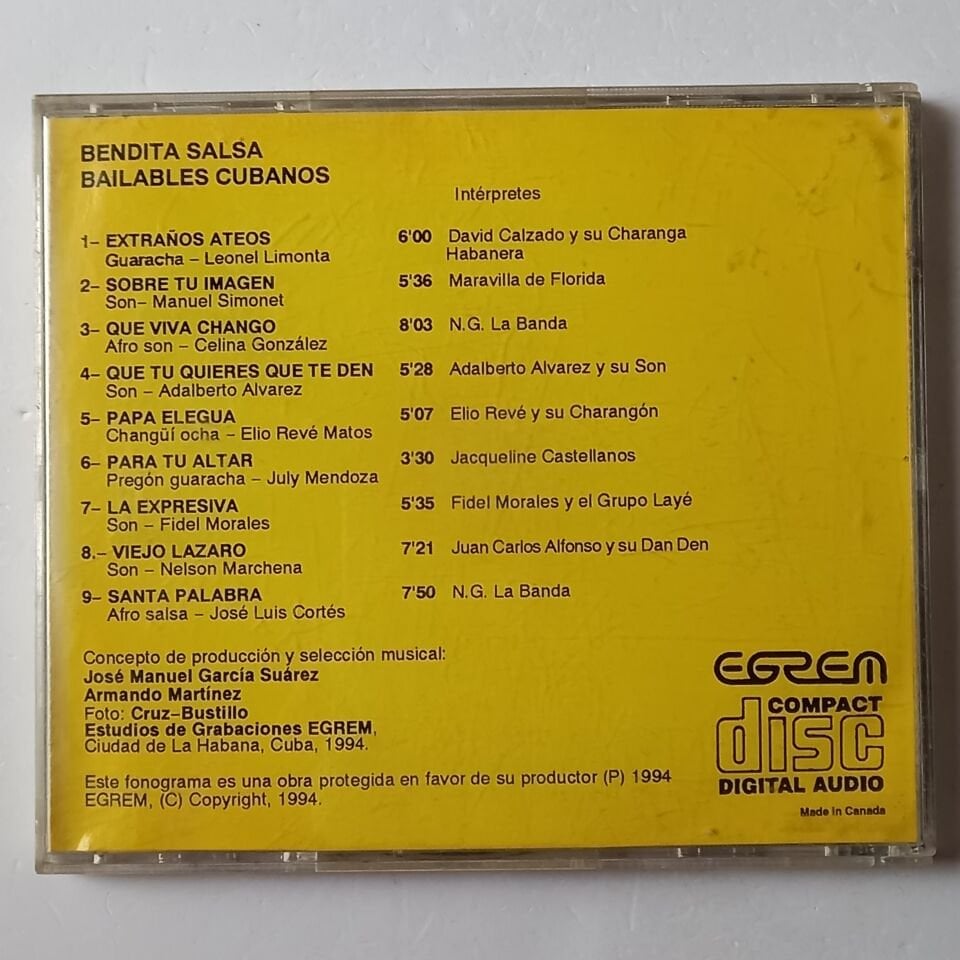 BENDITA SALSA
BAILABLES CUBANOS
Intérpretes
1– EXTRAÑOS ATEOS 6'00 David Calzado y su Charanga
Guaracha – Leonel Limonta Habanera
2– SOBRE TU IMAGEN 5'36 Maravilla de Florida
Son– Manuel Simonet
3– QUE VIVA CHANGO 8'03 N.G. La Banda
Afro son – Celina González
4– QUE TU QUIERES QUE TE DEN 5'28 Adalberto Alvarez y su Son
Son – Adalberto Alvarez
5– PAPA ELEGUA 5'07 Elio Revé y su Charangón
Changüí ocha – Elio Revé Matos
6– PARA TU ALTAR 3'30 Jacqueline Castellanos
Pregón guaracha – July Mendoza
7– LA EXPRESIVA 5'35 Fidel Morales y el Grupo Layé
Son – Fidel Morales
8.– VIEJO LAZARO 7'21 Juan Carlos Alfonso y su Dan Den
Son – Nelson Marchena
9– SANTA PALABRA 7'50 N.G. La Banda
Afro salsa – José Luis Cortés
Concepto de producción y selección musical:
José Manuel García Suárez
Armando Martínez
Foto: Cruz–Bustillo
Estudios de Grabaciones EGREM,
Ciudad de La Habana, Cuba, 1994.
Este fonograma es una obra protegida en favor de su productor (P) 1994
EGREM, (C) Copyright, 1994.
EGREM
COMPACT
disc
DIGITAL AUDIO
Made in Canada